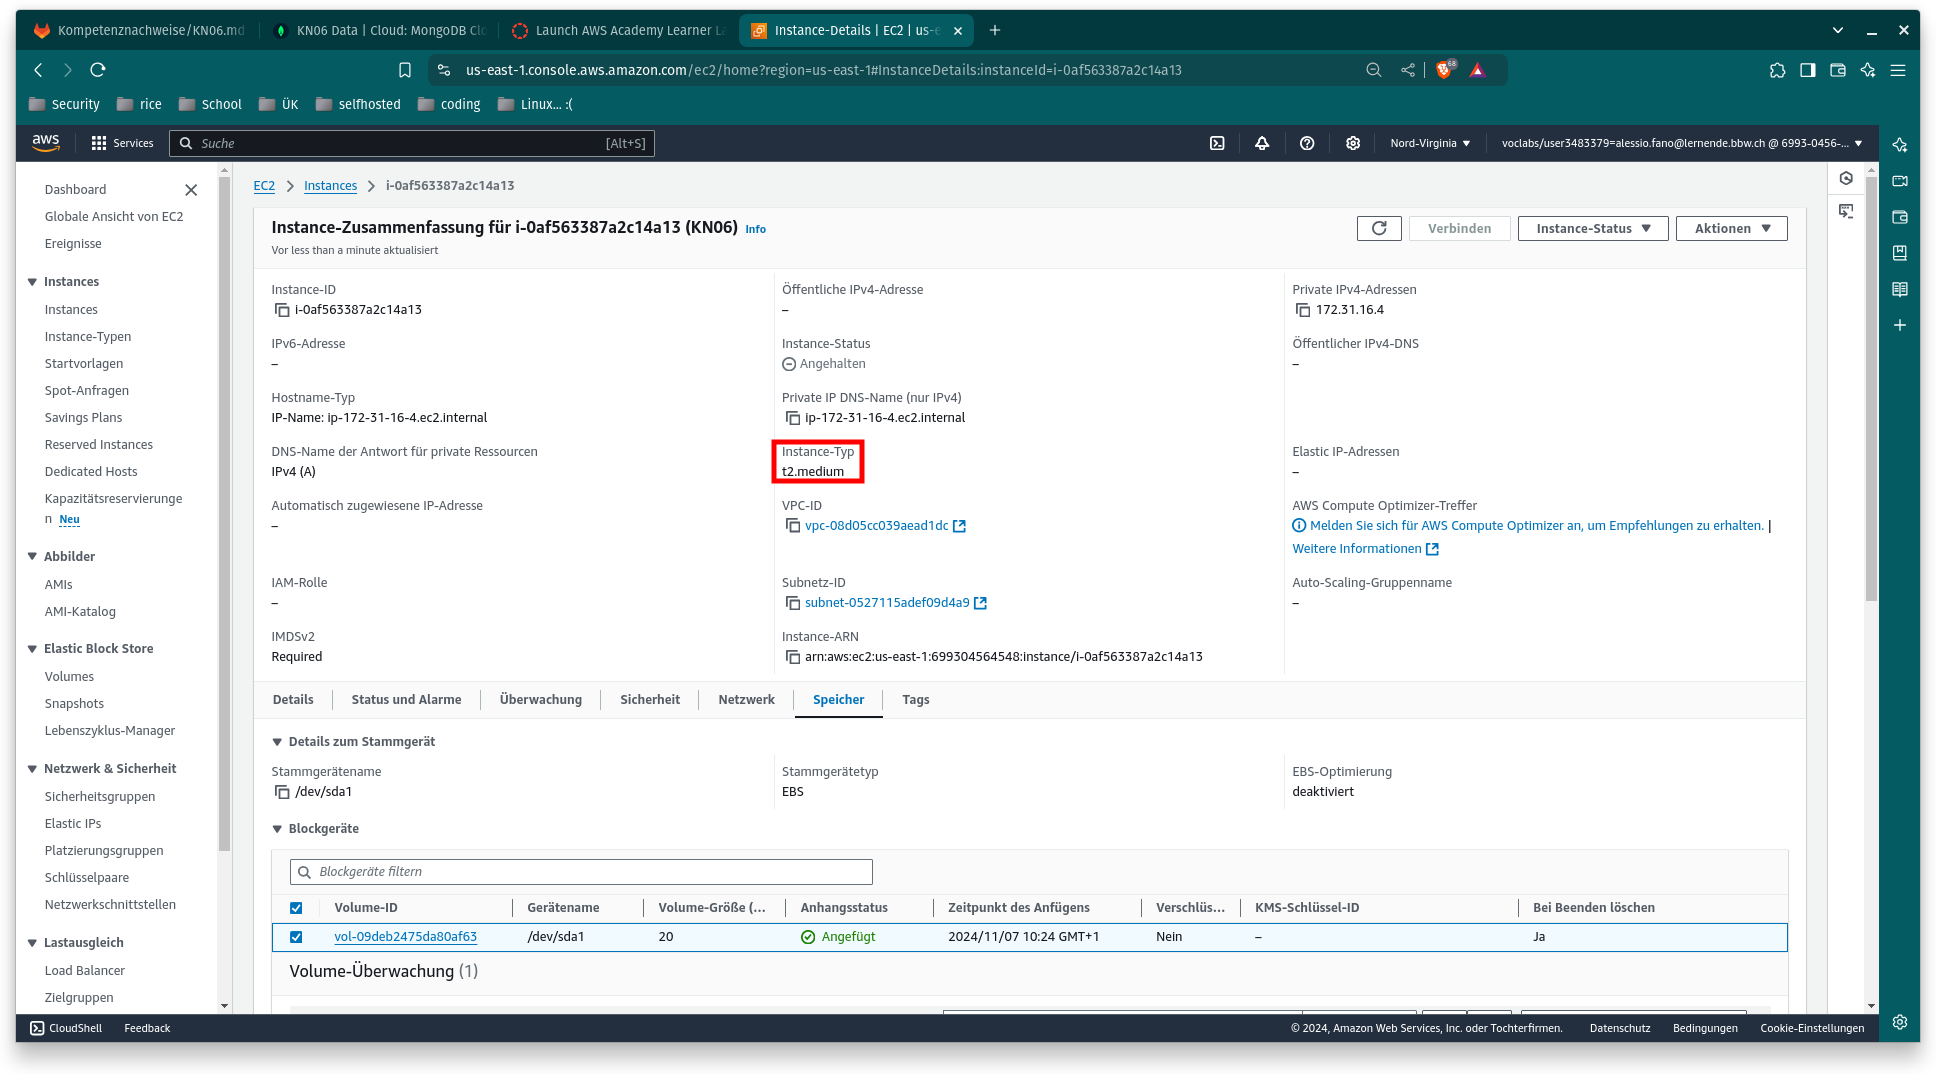 Kompetenznachweise/KN06.md
KN06 Data | Cloud: MongoDB Clo
Launch AWS Academy Learner La
Instance-Details | EC2 | us-e
us-east-1.console.aws.amazon.com/ec2/home?region=us-east-1#InstanceDetails:instanceId=i-0af563387a2c14a13
68
Security
rice
School
ÜK
selfhosted
coding
Linux... :(
aws
Services
Suche
[Alt+S]
Nord-Virginia
voclabs/user3483379=alessio.fano@lernende.bbw.ch @ 6993-0456-...
Dashboard
Globale Ansicht von EC2
Ereignisse
Instances
Instances
Instance-Typen
Startvorlagen
Spot-Anfragen
Savings Plans
Reserved Instances
Dedicated Hosts
Kapazitätsreservierunge
n Neu
Abbilder
AMIs
AMI-Katalog
Elastic Block Store
Volumes
Snapshots
Lebenszyklus-Manager
Netzwerk & Sicherheit
Sicherheitsgruppen
Elastic IPs
Platzierungsgruppen
Schlüsselpaare
Netzwerkschnittstellen
Lastausgleich
Load Balancer
Zielgruppen
EC2
Instances
i-0af563387a2c14a13
Instance-Zusammenfassung für i-0af563387a2c14a13 (KN06) Info
Vor less than a minute aktualisiert
Verbinden
Instance-Status
Aktionen
Instance-ID
i-0af563387a2c14a13
Öffentliche IPv4-Adresse
–
Private IPv4-Adressen
172.31.16.4
IPv6-Adresse
–
Instance-Status
Angehalten
Öffentlicher IPv4-DNS
–
Hostname-Typ
IP-Name: ip-172-31-16-4.ec2.internal
Private IP DNS-Name (nur IPv4)
ip-172-31-16-4.ec2.internal
DNS-Name der Antwort für private Ressourcen
IPv4 (A)
Instance-Typ
t2.medium
Elastic IP-Adressen
–
Automatisch zugewiesene IP-Adresse
–
VPC-ID
vpc-08d05cc039aead1dc
AWS Compute Optimizer-Treffer
Melden Sie sich für AWS Compute Optimizer an, um Empfehlungen zu erhalten. |
Weitere Informationen
IAM-Rolle
–
Subnetz-ID
subnet-0527115adef09d4a9
Auto-Scaling-Gruppenname
–
IMDSv2
Required
Instance-ARN
arn:aws:ec2:us-east-1:699304564548:instance/i-0af563387a2c14a13
Details
Status und Alarme
Überwachung
Sicherheit
Netzwerk
Speicher
Tags
Details zum Stammgerät
Stammgerätename
/dev/sda1
Stammgerätetyp
EBS
EBS-Optimierung
deaktiviert
Blockgeräte
Blockgeräte filtern
Volume-ID
Gerätename
Volume-Größe (...
Anhangsstatus
Zeitpunkt des Anfügens
Verschlüs...
KMS-Schlüssel-ID
Bei Beenden löschen
vol-09deb2475da80af63
/dev/sda1
20
Angefügt
2024/11/07 10:24 GMT+1
Nein
–
Ja
Volume-Überwachung (1)
CloudShell
Feedback
© 2024, Amazon Web Services, Inc. oder Tochterfirmen.
Datenschutz
Bedingungen
Cookie-Einstellungen